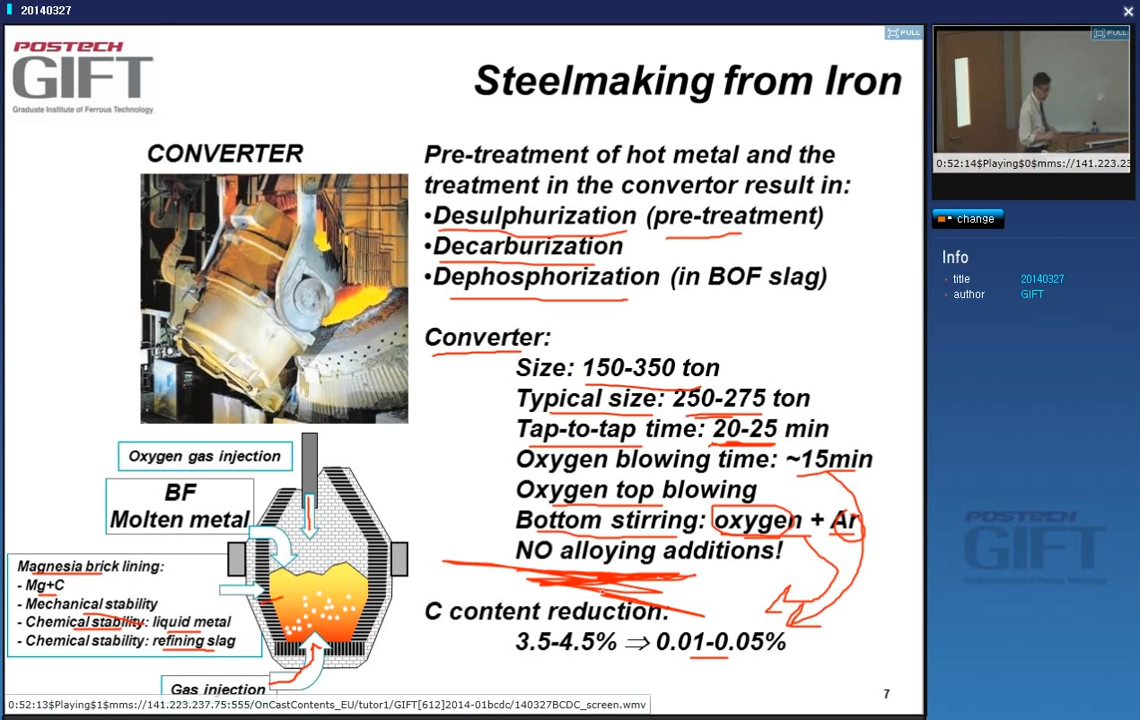 20140327
POSTECH
GIFT
Graduate Institute of Ferrous Technology
FULL
Steelmaking from Iron
CONVERTER
Pre-treatment of hot metal and the
treatment in the convertor result in:
•Desulphurization (pre-treatment)
•Decarburization
•Dephosphorization (in BOF slag)
Converter:
Size: 150-350 ton
Typical size: 250-275 ton
Tap-to-tap time: 20-25 min
Oxygen blowing time: ~15min
Oxygen top blowing
Bottom stirring: oxygen + Ar
NO alloying additions!
C content reduction:
3.5-4.5% ⇒ 0.01-0.05%
Oxygen gas injection
BF
Molten metal
Magnesia brick lining:
- Mg+C
- Mechanical stability
- Chemical stability: liquid metal
- Chemical stability: refining slag
Gas injection
7
0:52:13$Playing$1$mms://141.223.237.75:555/OnCastContents_EU/tutor1/GIFT[612]2014-01bcdc/140327BCDC_screen.wmv
FULL
0:52:14$Playing$0$mms://141.223.23
change
Info
title 20140327
author GIFT
POSTECH
GIFT